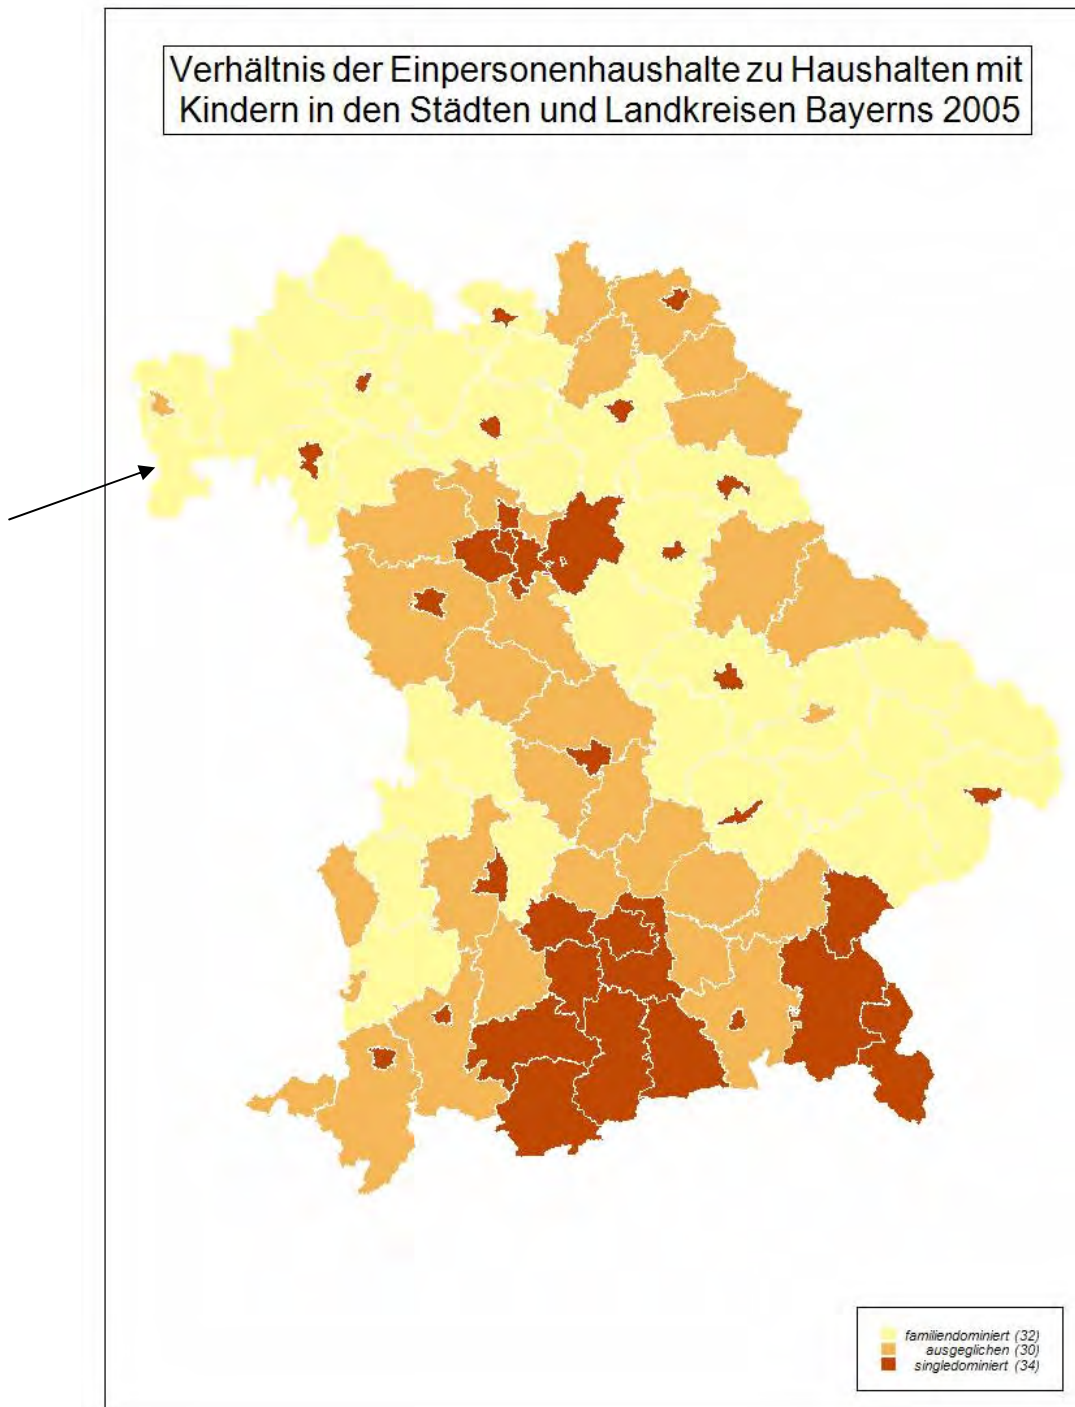 Verhältnis der Einpersonenhaushalte zu Haushalten mit
Kindern in den Städten und Landkreisen Bayerns 2005
familiendominiert (32)
ausgeglichen (30)
singledominiert (34)